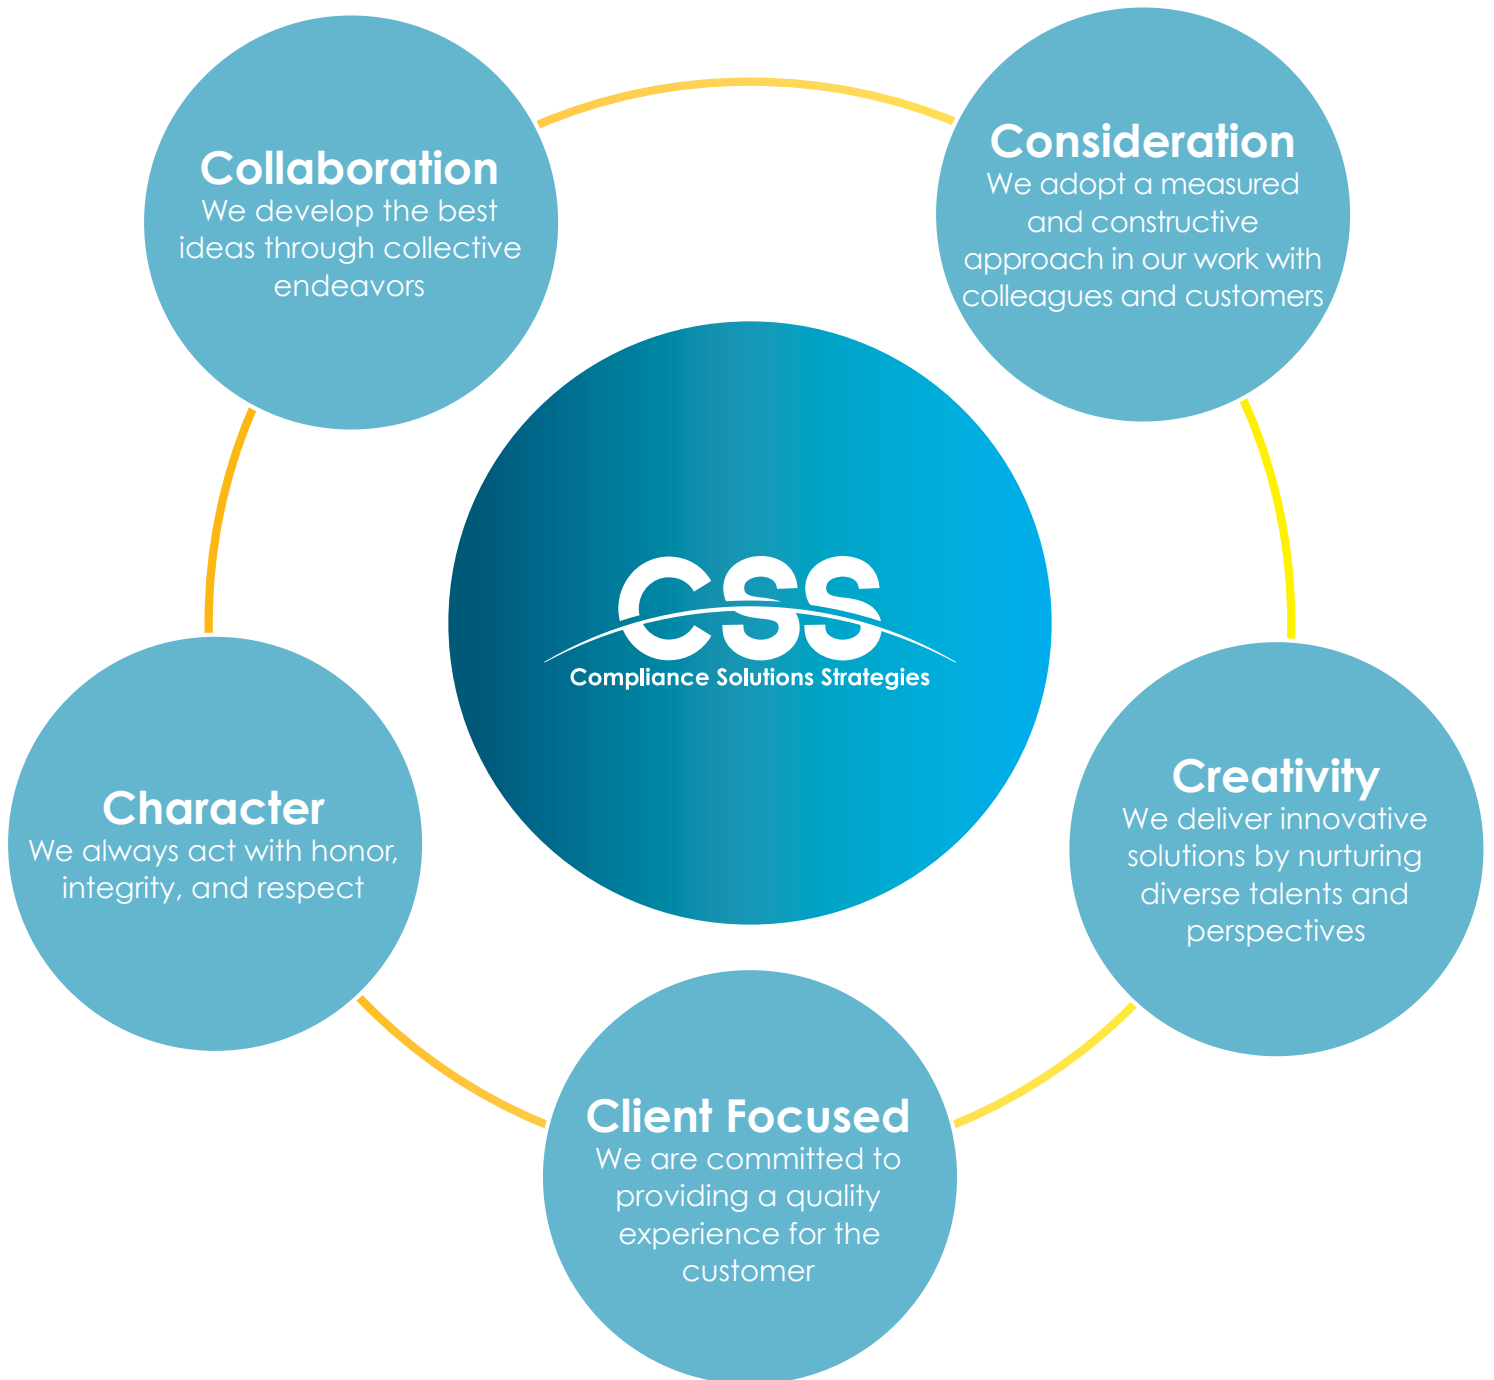 Collaboration
We develop the best
ideas through collective
endeavors
Consideration
We adopt a measured
and constructive
approach in our work with
colleagues and customers
CSS
Compliance Solutions Strategies
Character
We always act with honor,
integrity, and respect
Creativity
We deliver innovative
solutions by nurturing
diverse talents and
perspectives
Client Focused
We are committed to
providing a quality
experience for the
customer